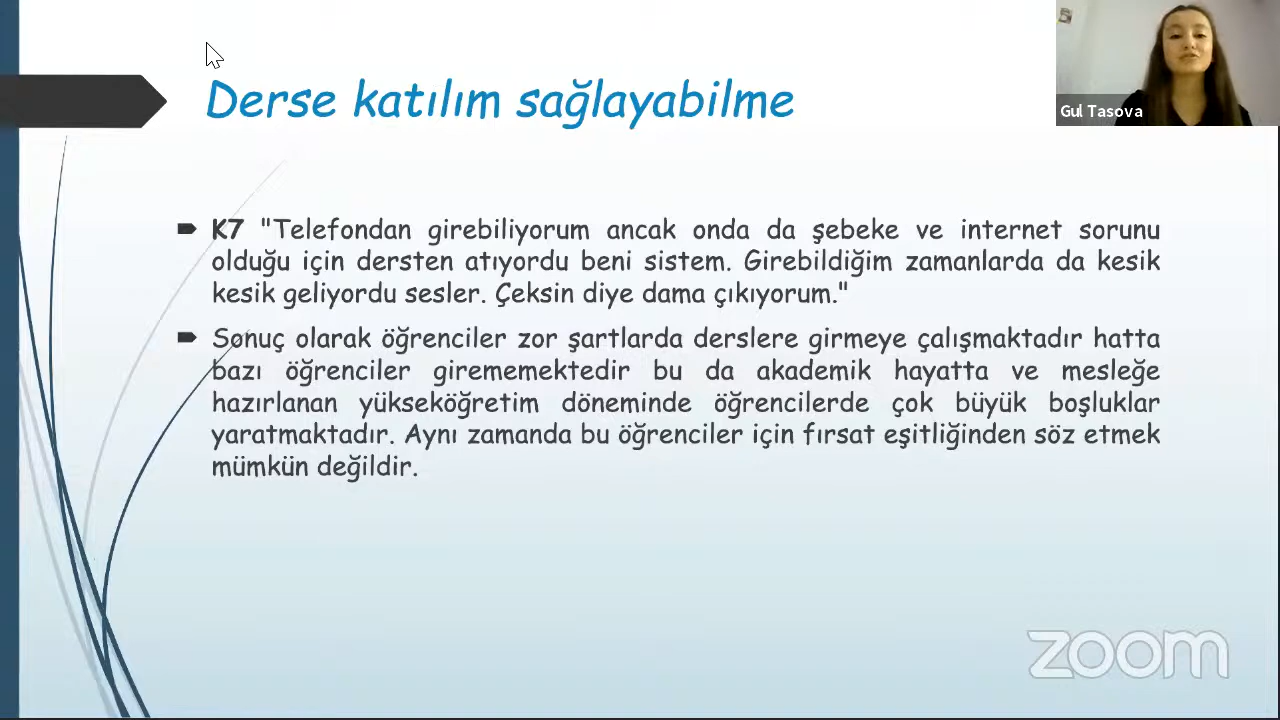 Derse katılım sağlayabilme
Gul Tasova
K7 "Telefondan girebiliyorum ancak onda da şebeke ve internet sorunu
olduğu için dersten atıyordu beni sistem. Girebildiğim zamanlarda da kesik
kesik geliyordu sesler. Çeksin diye dama çıkıyorum."
Sonuç olarak öğrenciler zor şartlarda derslere girmeye çalışmaktadır hatta
bazı öğrenciler girememektedir bu da akademik hayatta ve mesleğe
hazırlanan yükseköğretim döneminde öğrencilerde çok büyük boşluklar
yaratmaktadır. Aynı zamanda bu öğrenciler için fırsat eşitliğinden söz etmek
mümkün değildir.
zoom